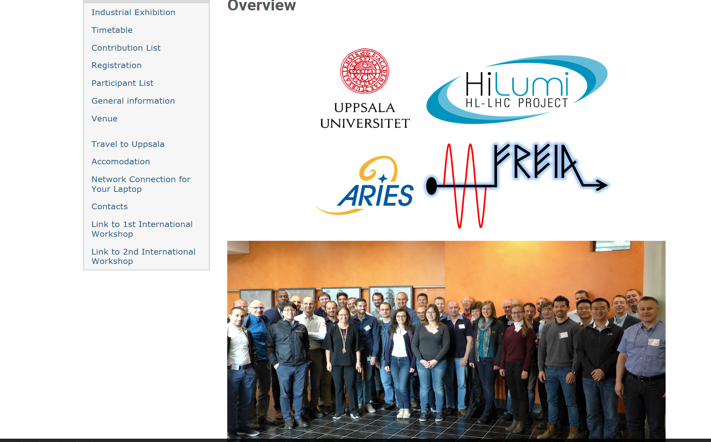 Overview
Industrial Exhibition
Timetable
Contribution List
Registration
Participant List
General information
Venue
Travel to Uppsala
Accomodation
Network Connection for
Your Laptop
Contacts
Link to 1st International
Workshop
Link to 2nd International
Workshop
UPPSALA
UNIVERSITET
HiLumi
HL-LHC PROJECT
ARIES
FREIA